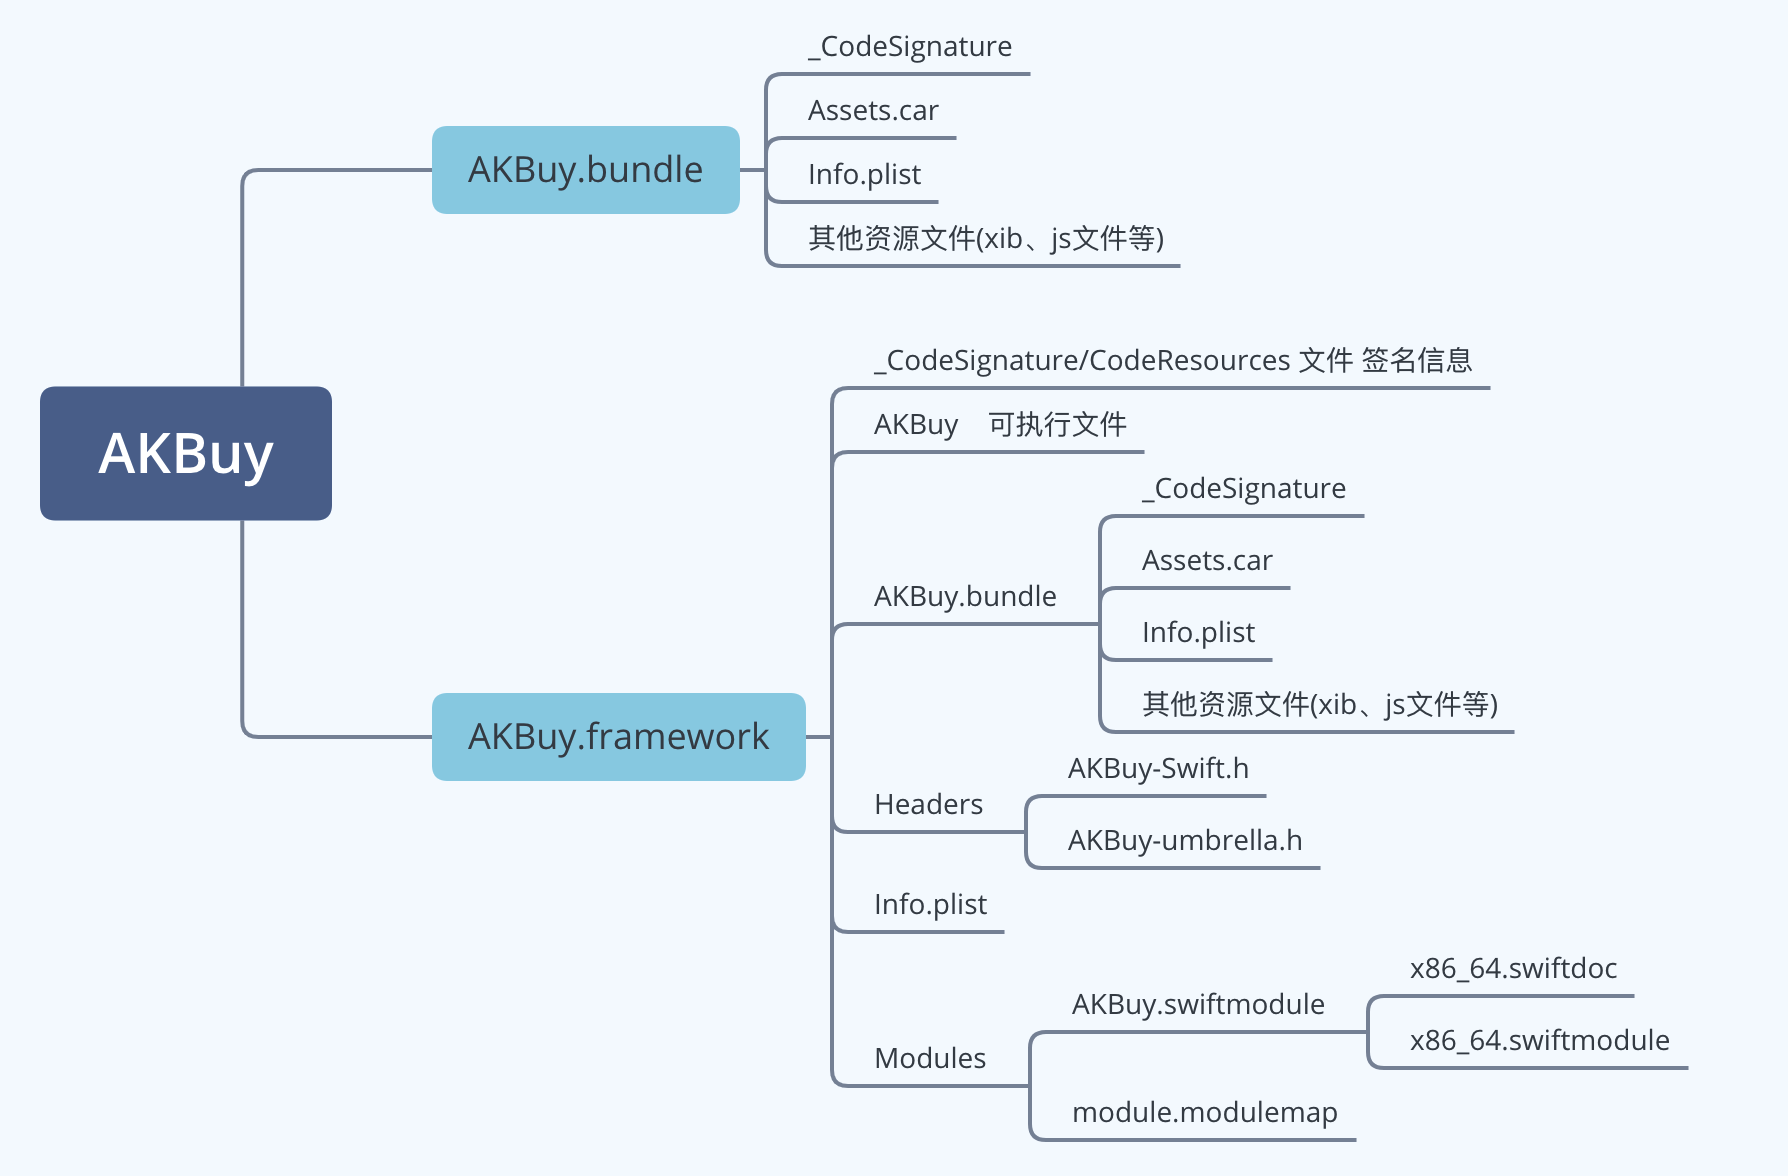 AKBuy
AKBuy.bundle
_CodeSignature
Assets.car
Info.plist
其他资源文件(xib、js文件等)
AKBuy.framework
_CodeSignature/CodeResources 文件 签名信息
AKBuy 可执行文件
AKBuy.bundle
_CodeSignature
Assets.car
Info.plist
其他资源文件(xib、js文件等)
Headers
AKBuy-Swift.h
AKBuy-umbrella.h
Info.plist
Modules
AKBuy.swiftmodule
x86_64.swiftdoc
x86_64.swiftmodule
module.modulemap